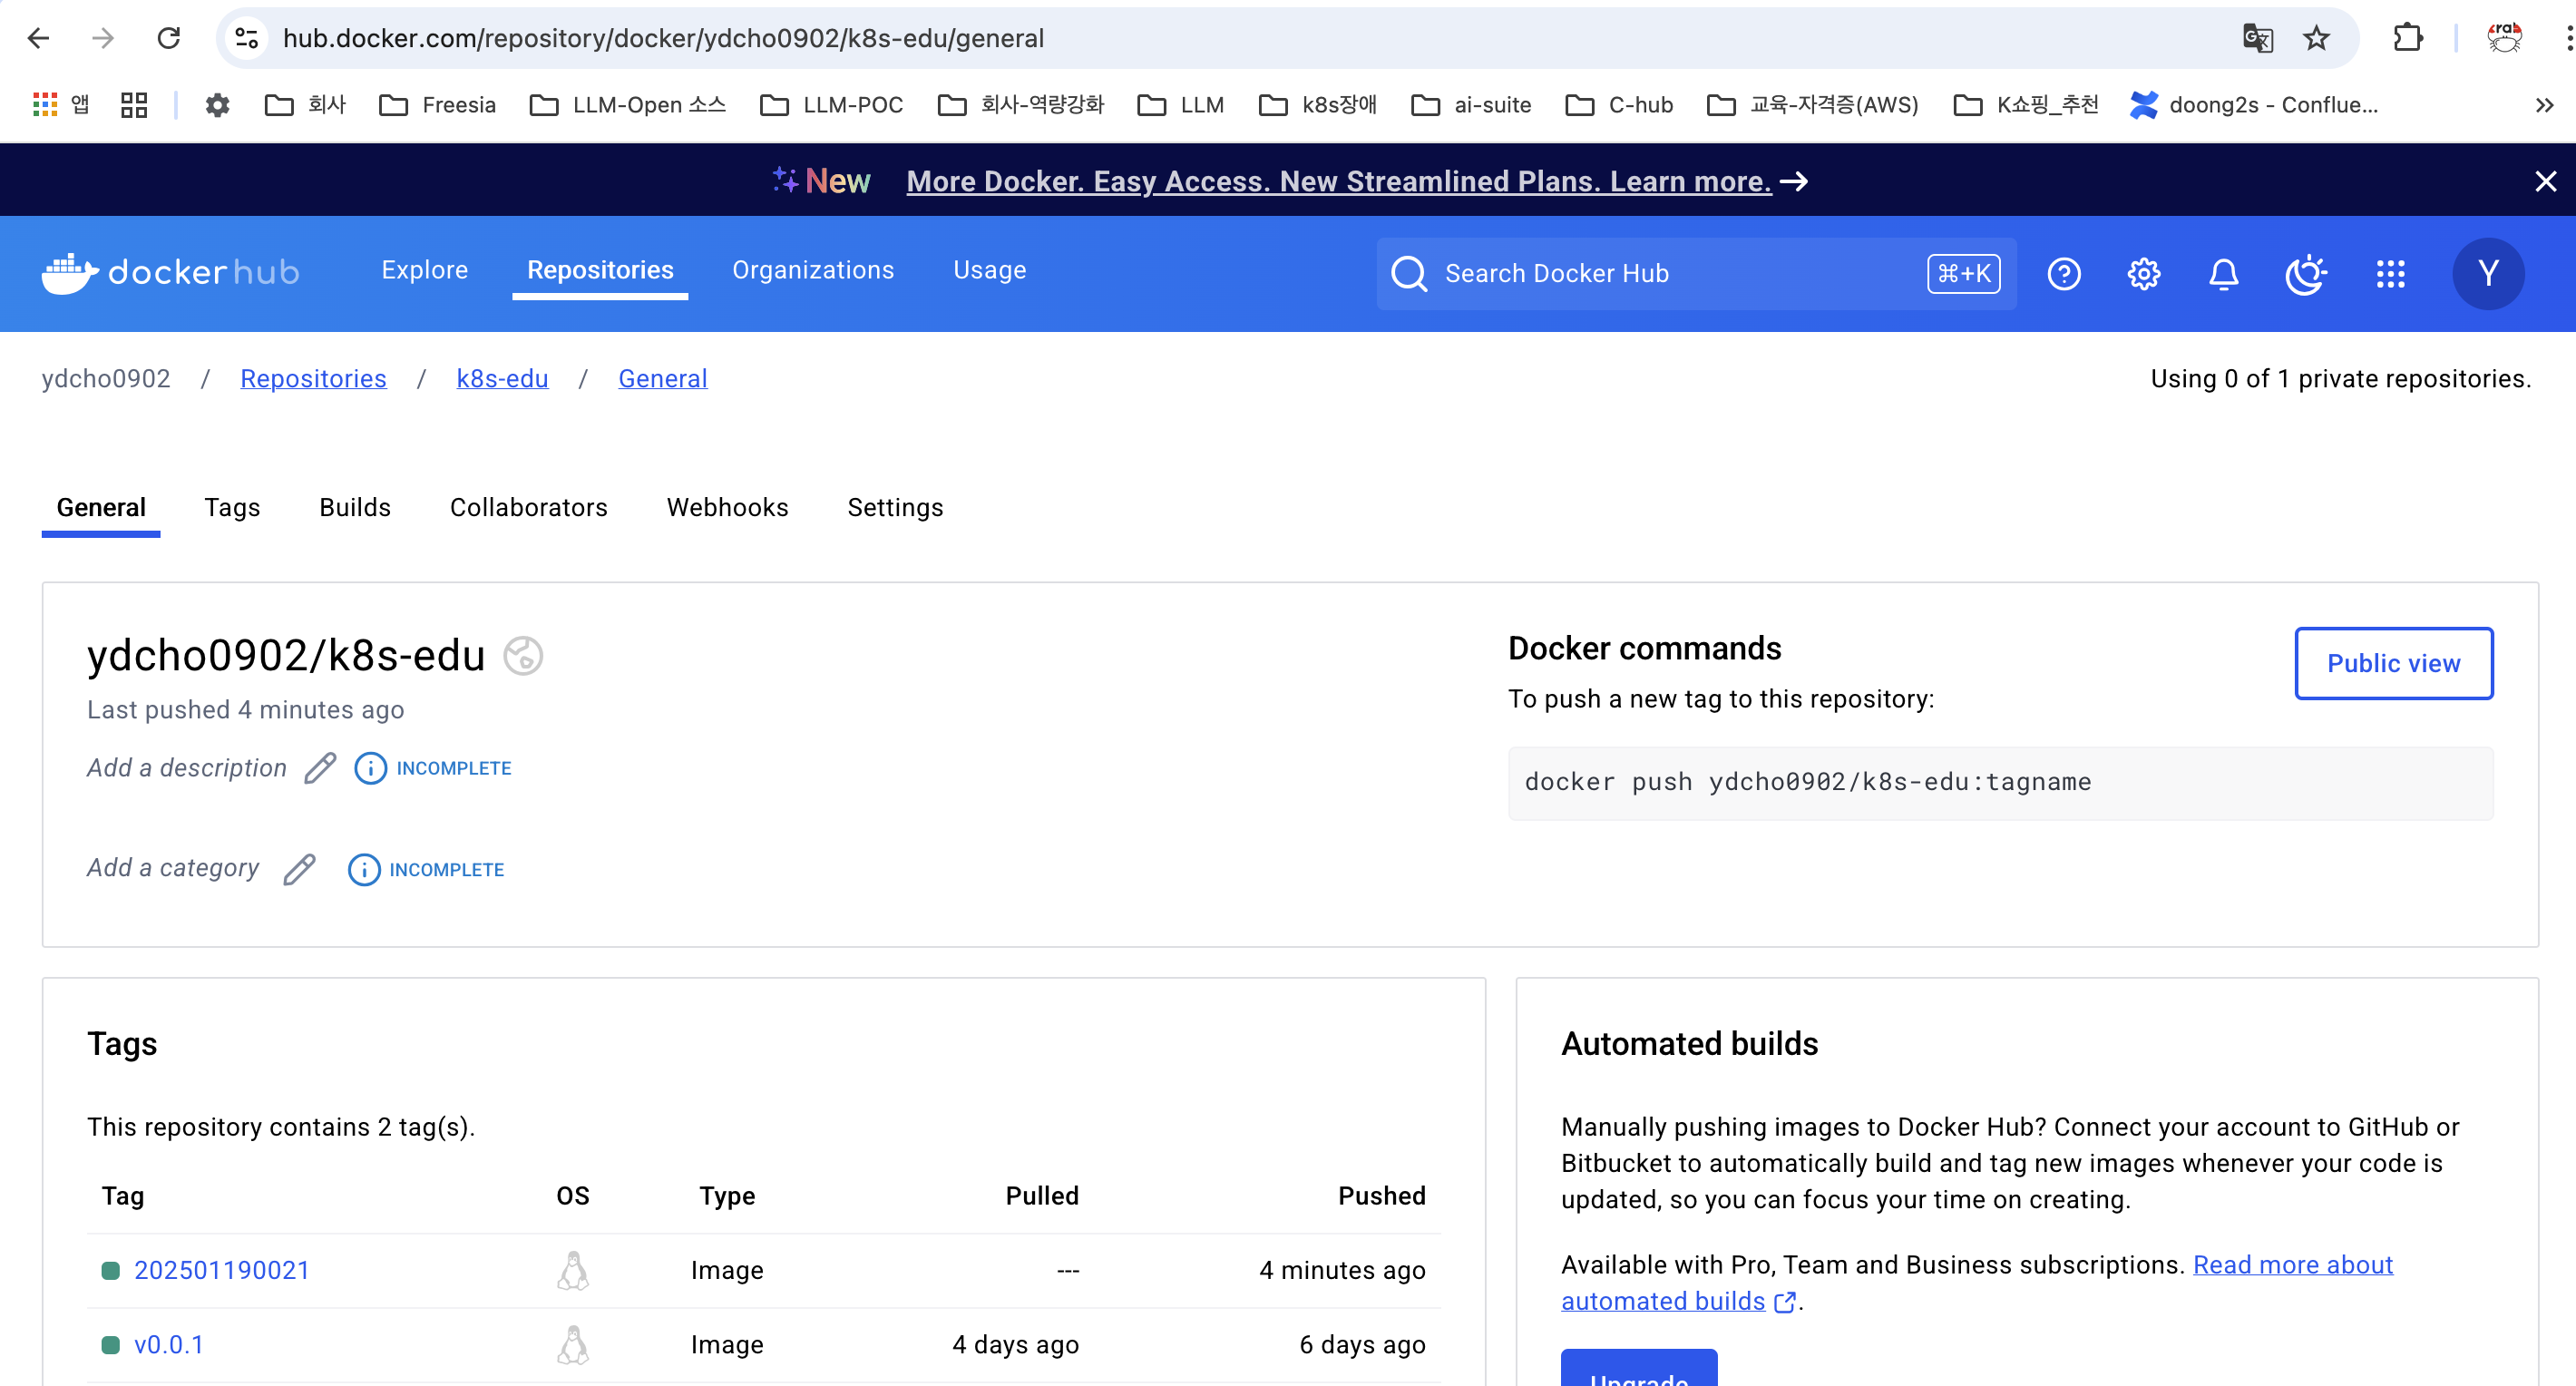 hub.docker.com/repository/docker/ydcho0902/k8s-edu/general
앱 회사 Freesia LLM-Open 소스 LLM-POC 회사-역량강화 LLM k8s장애 ai-suite C-hub 교육-자격증(AWS) K쇼핑_추천 doong2s - Conflue...
New More Docker. Easy Access. New Streamlined Plans. Learn more.
dockerhub Explore Repositories Organizations Usage Search Docker Hub ⌘+K Y
ydcho0902 / Repositories / k8s-edu / General Using 0 of 1 private repositories.
General Tags Builds Collaborators Webhooks Settings
ydcho0902/k8s-edu
Last pushed 4 minutes ago
Add a description INCOMPLETE
Add a category INCOMPLETE
Docker commands
Public view
To push a new tag to this repository:
docker push ydcho0902/k8s-edu:tagname
Tags
This repository contains 2 tag(s).
Tag OS Type Pulled Pushed
202501190021 Image --- 4 minutes ago
v0.0.1 Image 4 days ago 6 days ago
Automated builds
Manually pushing images to Docker Hub? Connect your account to GitHub or
Bitbucket to automatically build and tag new images whenever your code is
updated, so you can focus your time on creating.
Available with Pro, Team and Business subscriptions. Read more about
automated builds.
Upgrade